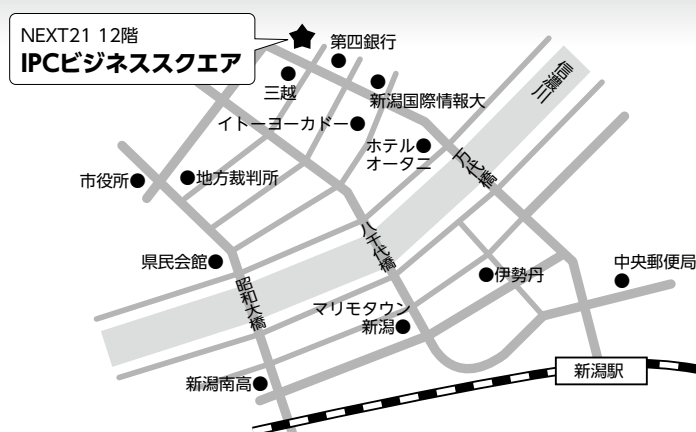 NEXT21 12階
IPCビジネススクエア
第四銀行
三越
新潟国際情報大
イトーヨーカドー
信濃川
ホテル
オータニ
万代橋
市役所
地方裁判所
八千代橋
県民会館
昭和大橋
伊勢丹
中央郵便局
マリモタウン
新潟
新潟南高
新潟駅